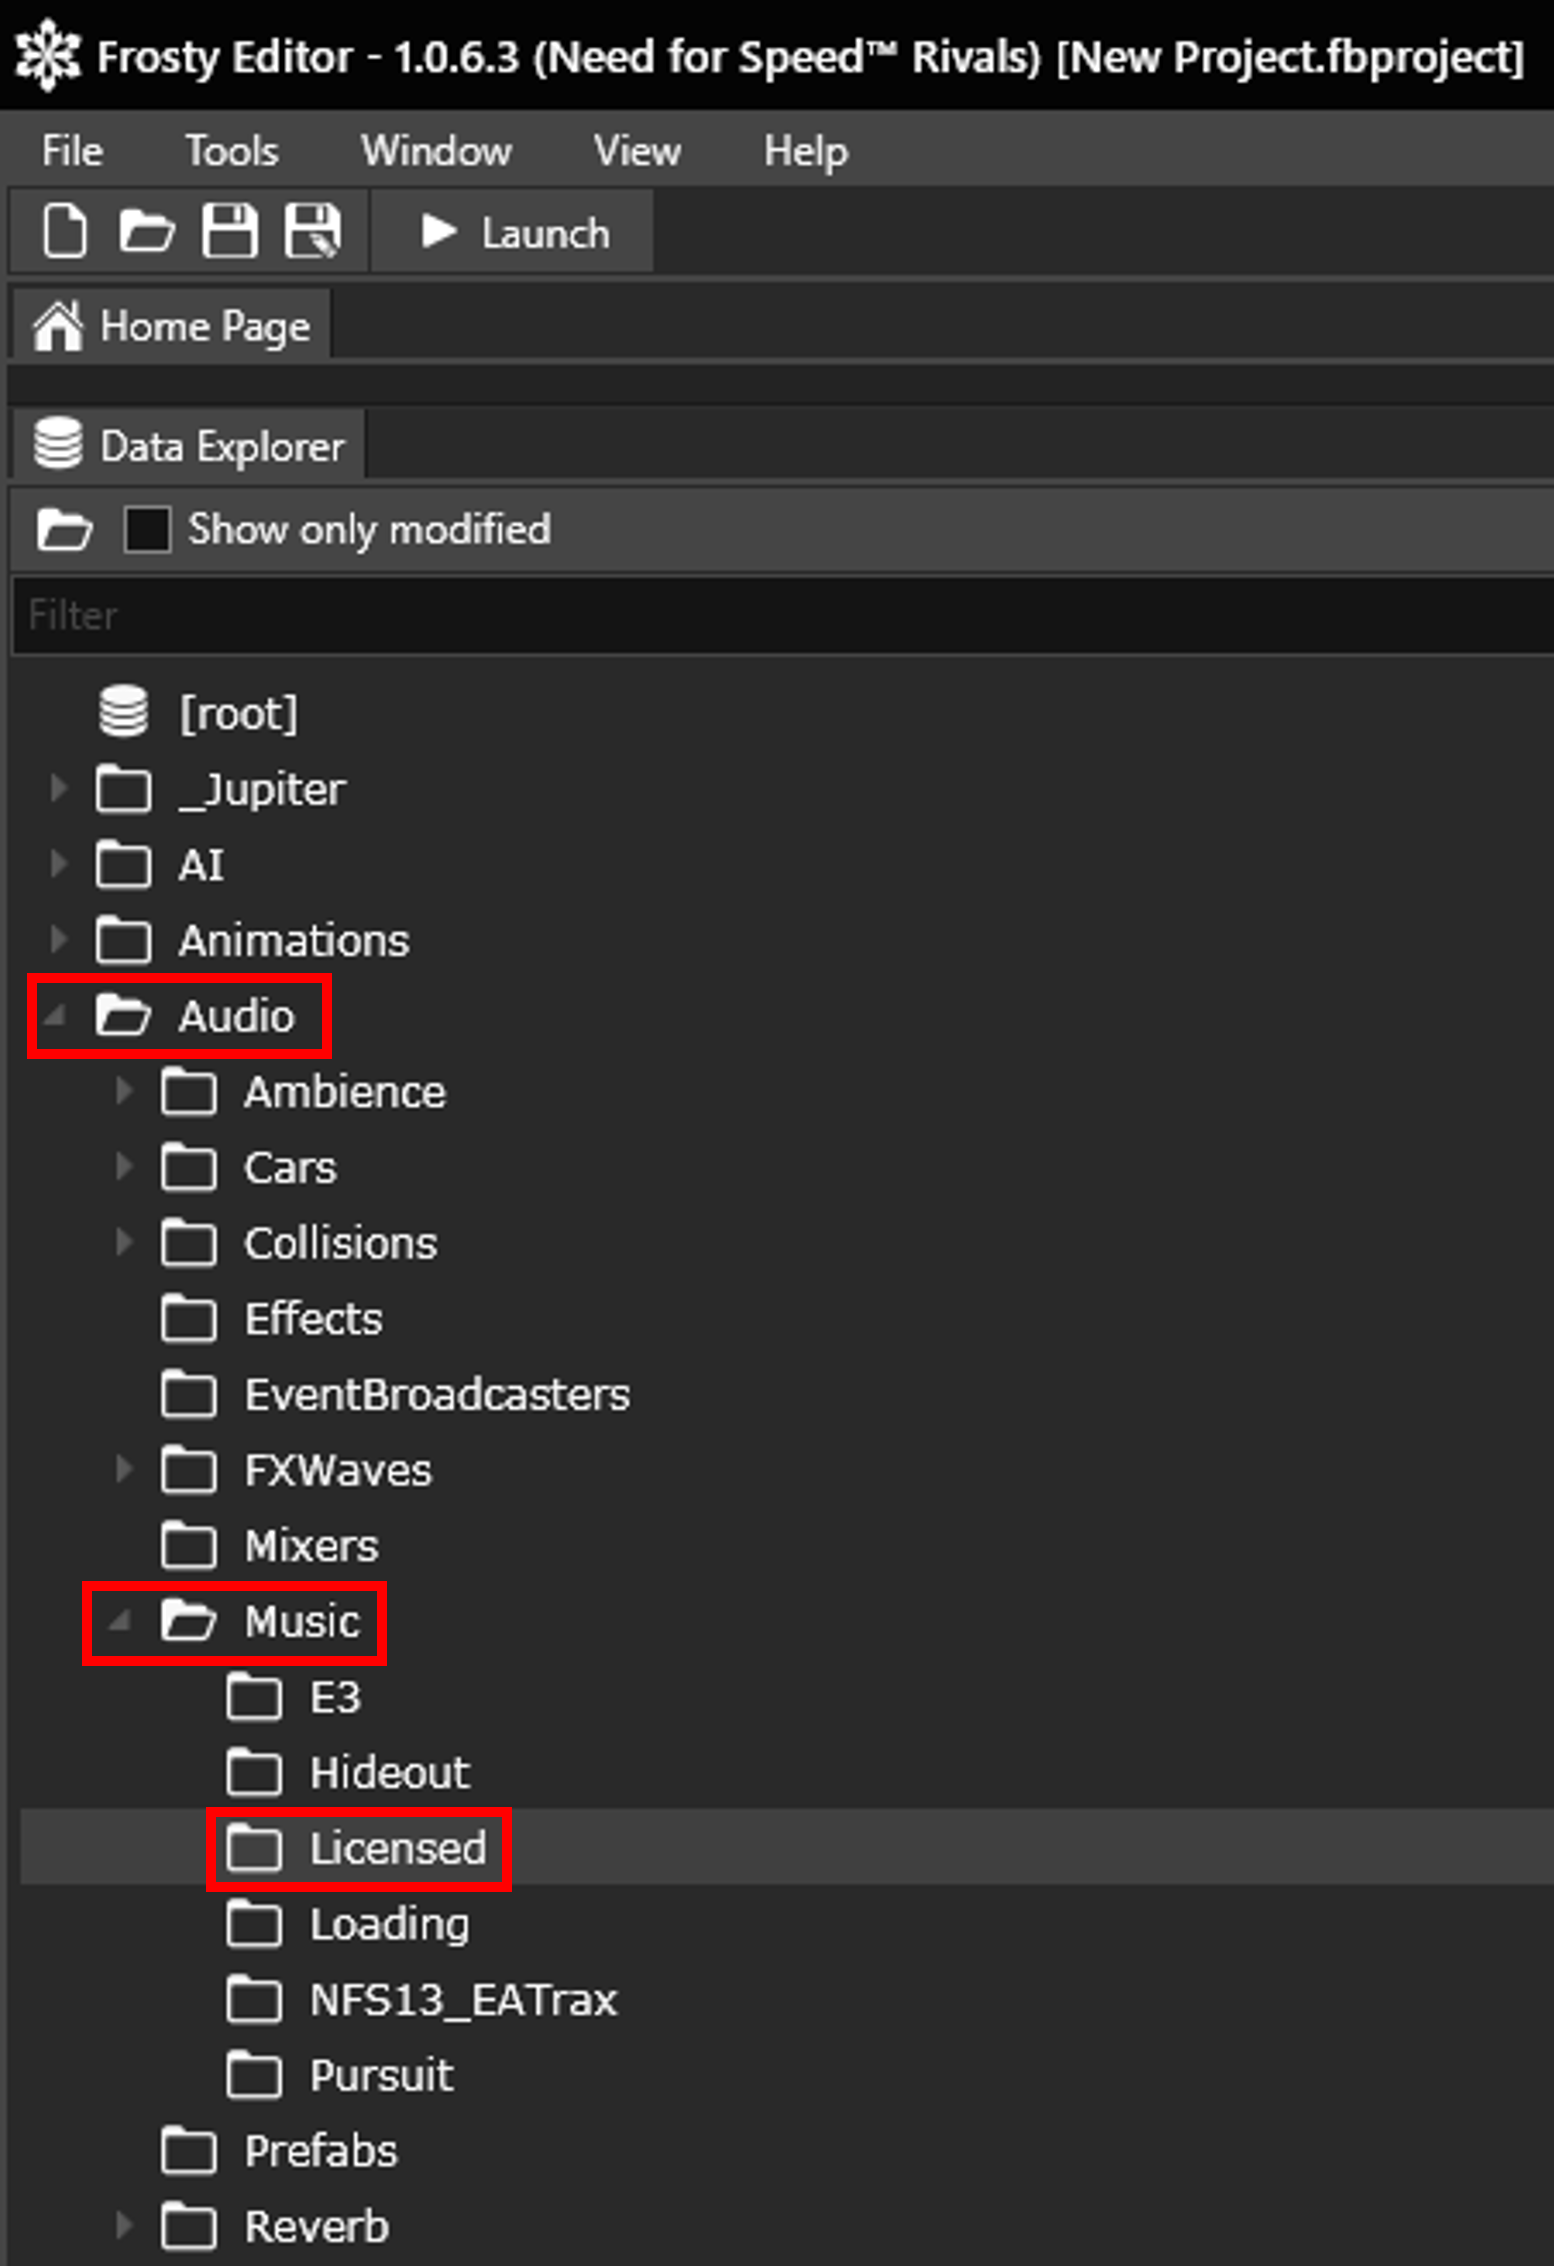 Frosty Editor - 1.0.6.3 (Need for Speed™ Rivals) [New Project.fbproject]
File Tools Window View Help
Launch
Home Page
Data Explorer
Show only modified
Filter
[root]
_Jupiter
AI
Animations
Audio
Ambience
Cars
Collisions
Effects
EventBroadcasters
FXWaves
Mixers
Music
E3
Hideout
Licensed
Loading
NFS13_EATrax
Pursuit
Prefabs
Reverb